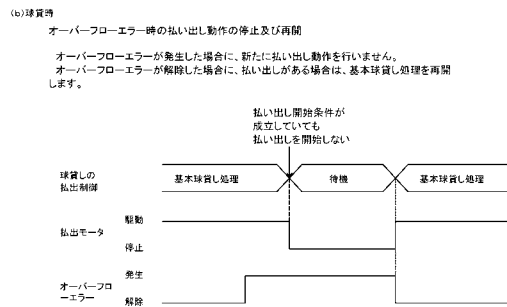 (b)球貸時
オーバーフローエラー時の払い出し動作の停止及び再開
オーバーフローエラーが発生した場合に、新たに払い出し動作を行いません。
オーバーフローエラーが解除した場合に、払い出しがある場合は、基本球貸し処理を再開
します。
払い出し開始条件が
成立していても
払い出しを開始しない
球貸しの
払出制御
基本球貸し処理
待機
基本球貸し処理
払出モータ
駆動
停止
オーバーフロ
ーエラー
発生
解除